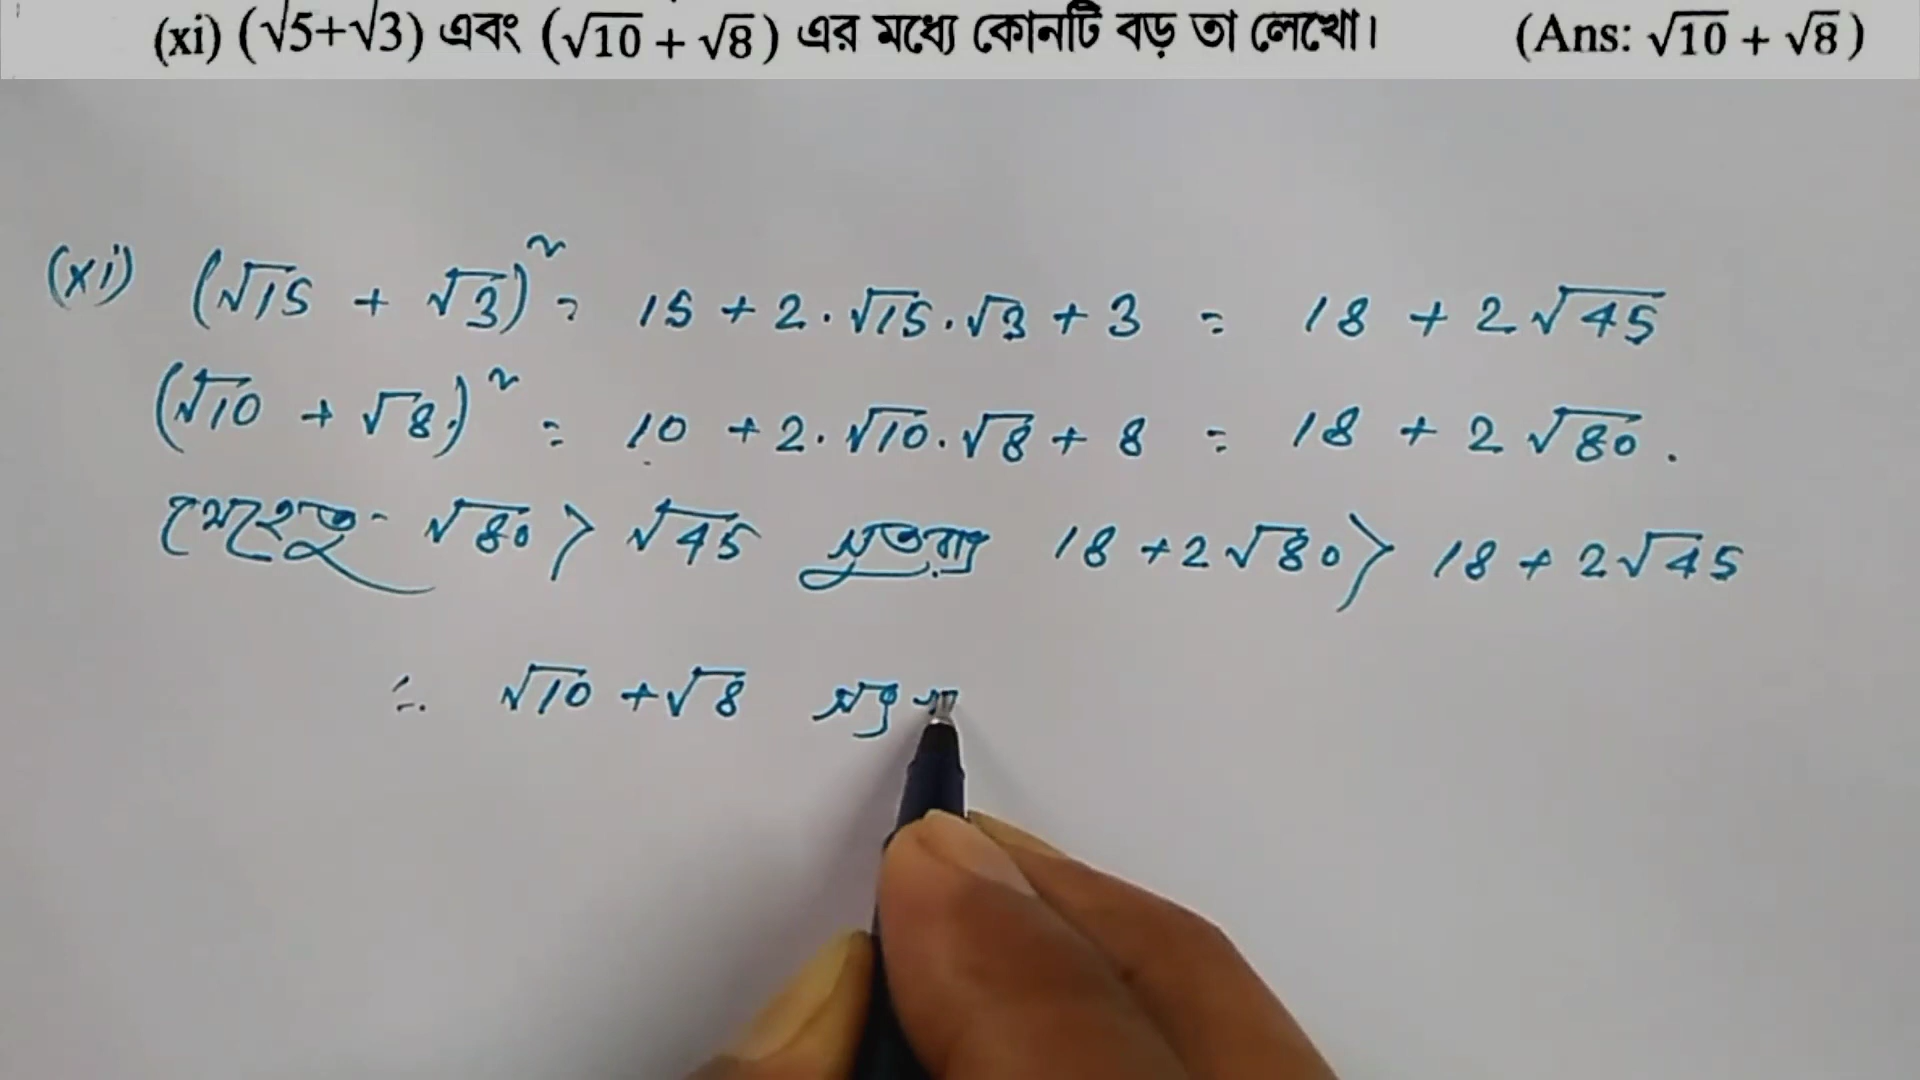 (xi) (√5+√3) এবং (√10 + √8) এর মধ্যে কোনটি বড় তা লেখো। (Ans: √10 + √8)
(xi) (√15 + √3)² = 15 + 2·√15·√3 + 3 = 18 + 2√45
(√10 + √8)² = 10 + 2·√10·√8 + 8 = 18 + 2√80.
যেহেতু √80 > √45 সুতরাং 18 + 2√80 > 18 + 2√45
∴ √10 + √8